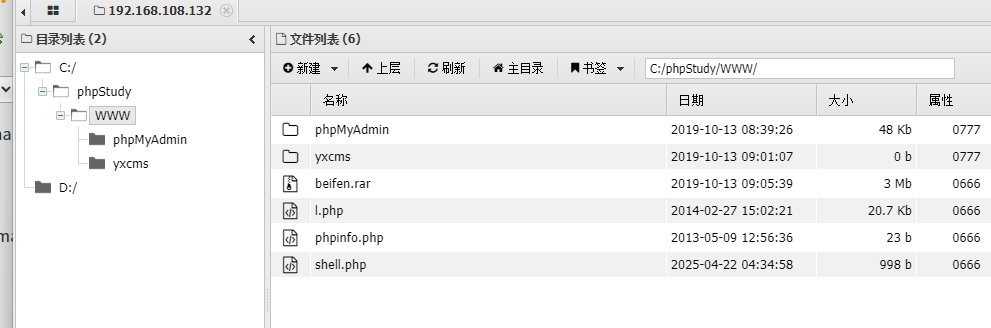 192.168.108.132
目录列表 (2)
文件列表 (6)
新建 上层 刷新 主目录 书签 C:/phpStudy/WWW/
C:/
phpStudy
WWW
phpMyAdmin
yxcms
D:/
名称 日期 大小 属性
phpMyAdmin 2019-10-13 08:39:26 48 Kb 0777
yxcms 2019-10-13 09:01:07 0 b 0777
beifen.rar 2019-10-13 09:05:39 3 Mb 0666
l.php 2014-02-27 15:02:21 20.7 Kb 0666
phpinfo.php 2013-05-09 12:56:36 23 b 0666
shell.php 2025-04-22 04:34:58 998 b 0666